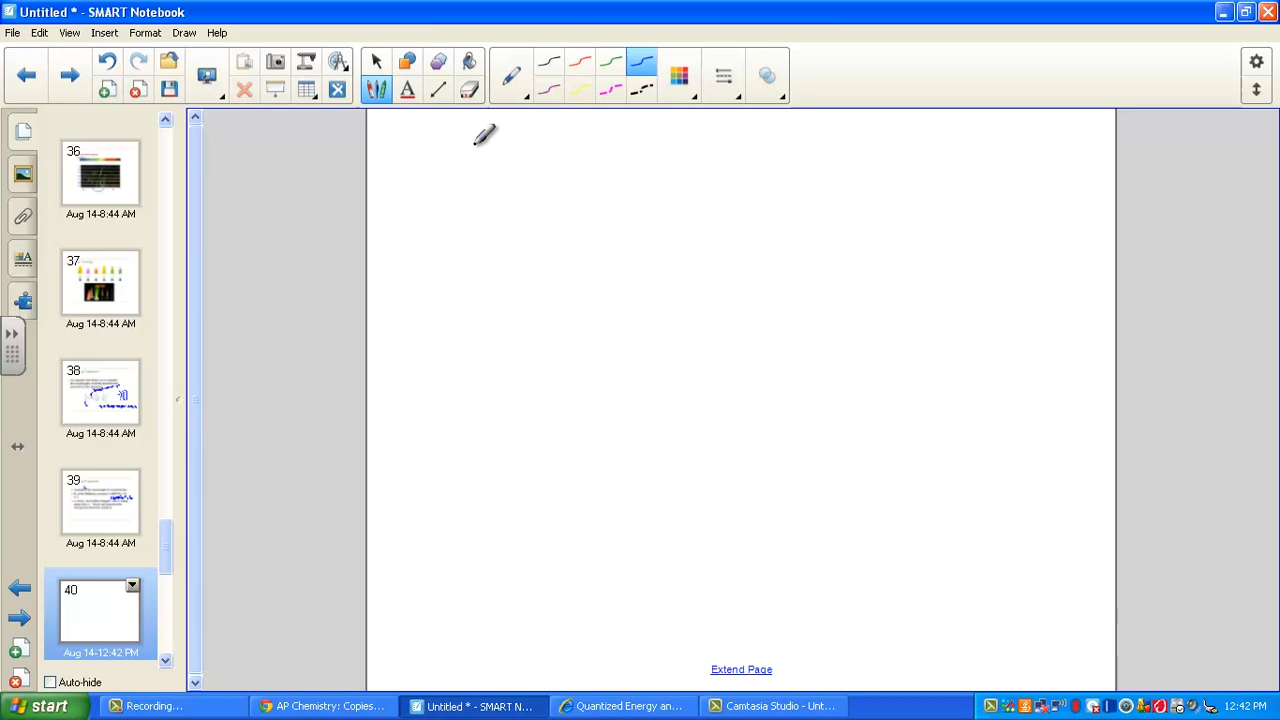 Untitled * - SMART Notebook
File Edit View Insert Format Draw Help
36
Aug 14-8:44 AM
37
Aug 14-8:44 AM
38
Aug 14-8:44 AM
39
Aug 14-8:44 AM
40
Aug 14-12:42 PM
Auto-hide
Extend Page
start
Recording...
AP Chemistry: Copies...
Untitled * - SMART N...
Quantized Energy an...
Camtasia Studio - Unt...
12:42 PM